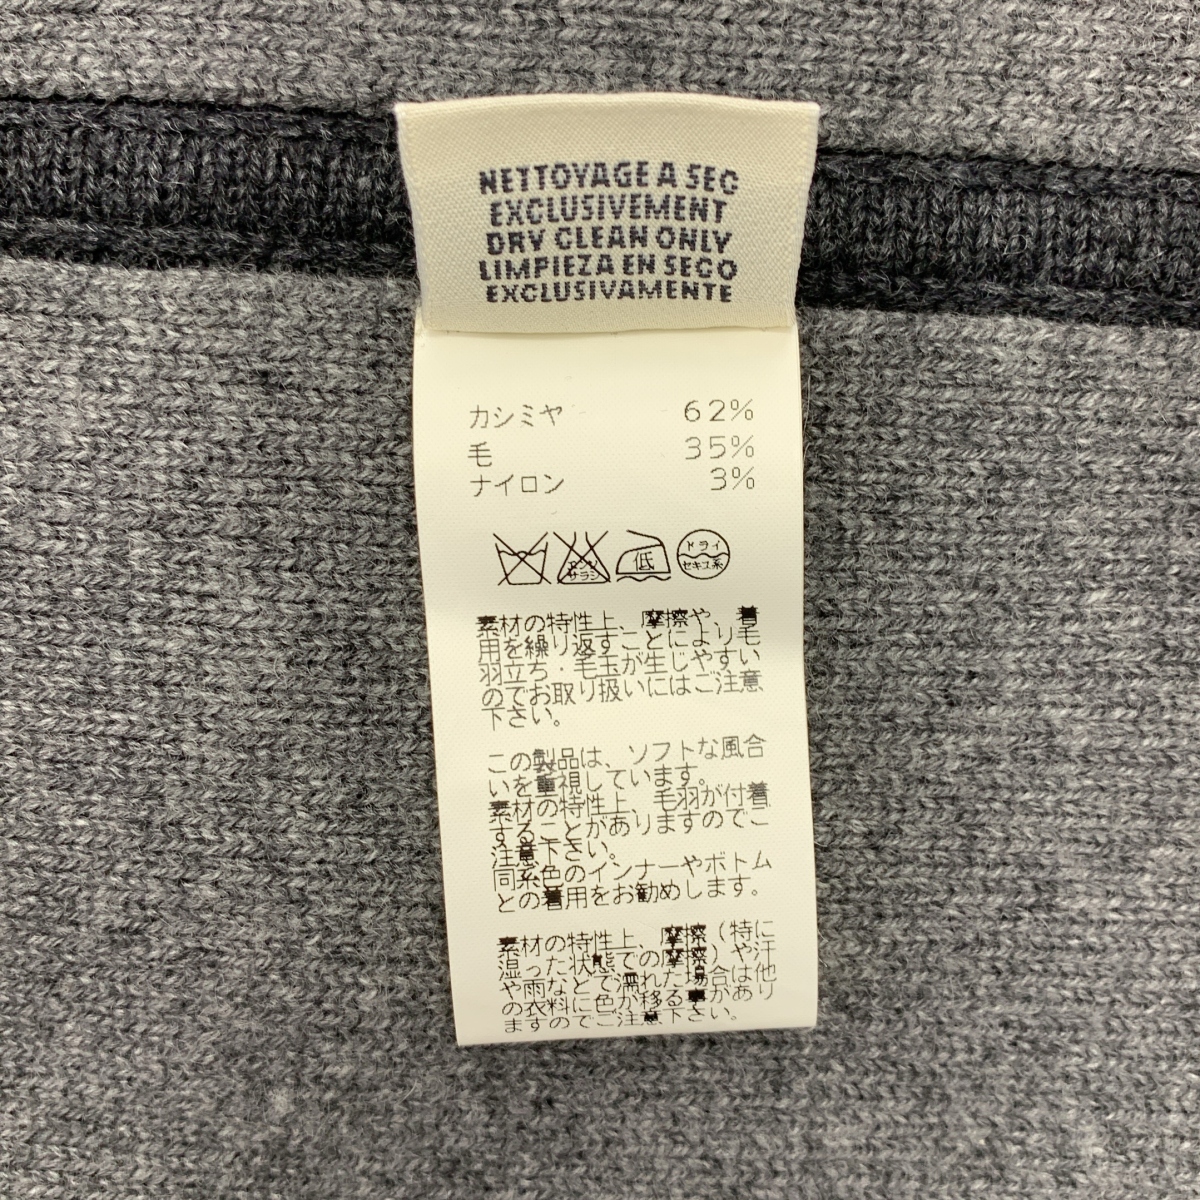 NETTOYAGE A SEC
EXCLUSIVEMENT
DRY CLEAN ONLY
LIMPIEZA EN SECO
EXCLUSIVAMENTE
カシミヤ 62%
毛 35%
ナイロン 3%
エンソ サラシ 低 ドライ セキユ系
素材の特性上、摩擦や、着
用を繰り返すことにより毛
羽立ち・毛玉が生じやすい
のでお取り扱いにはご注意
下さい。
この製品は、ソフトな風合
いを重視しています。
素材の特性上、毛羽が付着
することがありますのでご
注意下さい。
同系色のインナーやボトム
との着用をお勧めします。
素材の特性上、摩擦(特に
湿った状態での摩擦)や汗
や雨などで濡れた場合は他
の衣料に色が移る事があり
ますのでご注意下さい。